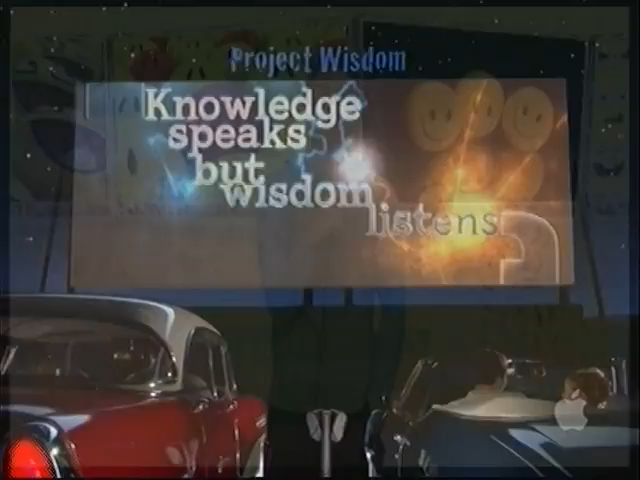 Project Wisdom
Knowledge
speaks
but
wisdom
listens